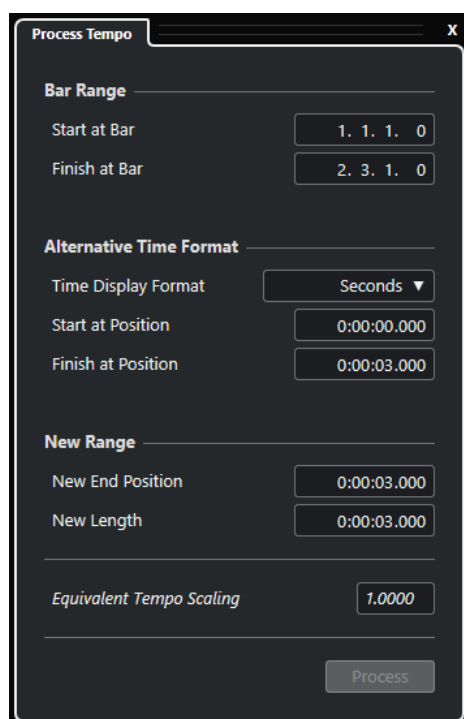 Process Tempo X
Bar Range
Start at Bar 1. 1. 1. 0
Finish at Bar 2. 3. 1. 0
Alternative Time Format
Time Display Format Seconds ▼
Start at Position 0:00:00.000
Finish at Position 0:00:03.000
New Range
New End Position 0:00:03.000
New Length 0:00:03.000
Equivalent Tempo Scaling 1.0000
Process